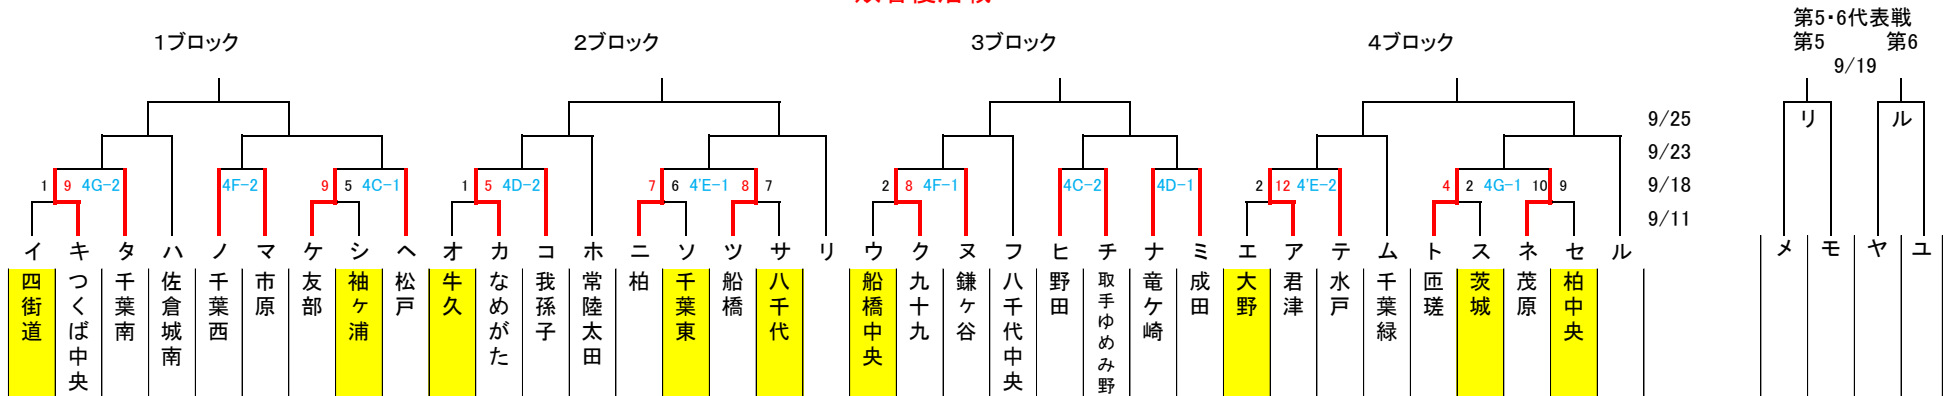 第5・6代表戦
1ブロック 2ブロック 3ブロック 4ブロック 第5 第6
9/19
9/25 リ ル
9/23
1 9 4G-2 4F-2 9 5 4C-1 1 5 4D-2 7 6 4'E-1 8 7 2 8 4F-1 4C-2 4D-1 2 12 4'E-2 4 2 4G-1 10 9 9/18
9/11
イ キ タ ハ ノ マ ケ シ ヘ オ カ コ ホ ニ ソ ツ サ リ ウ ク ヌ フ ヒ チ ナ ミ エ ア テ ム ト ス ネ セ ル メ モ ヤ ユ
四街道
つくば中央
千葉南
佐倉城南
千葉西
市原
友部
袖ヶ浦
松戸
牛久
なめがた
我孫子
常陸太田
柏
千葉東
船橋
八千代
船橋中央
九十九
鎌ヶ谷
八千代中央
野田
取手ゆめみ野
竜ケ崎
成田
大野
君津
水戸
千葉緑
匝瑳
茨城
茂原
柏中央